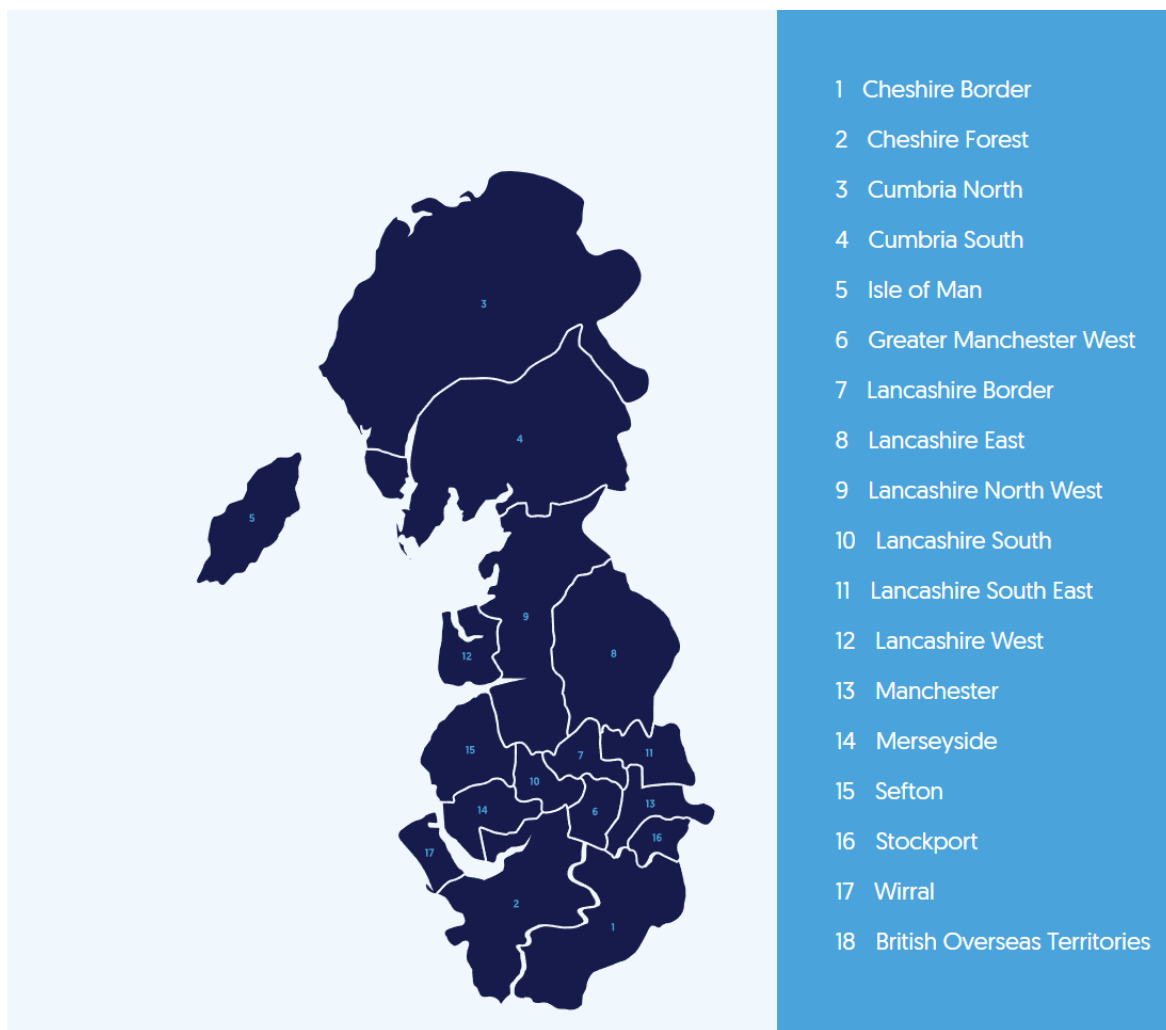 3
4
5
9
8
12
15
7
11
10
14
6
13
16
17
2
1
1 Cheshire Border
2 Cheshire Forest
3 Cumbria North
4 Cumbria South
5 Isle of Man
6 Greater Manchester West
7 Lancashire Border
8 Lancashire East
9 Lancashire North West
10 Lancashire South
11 Lancashire South East
12 Lancashire West
13 Manchester
14 Merseyside
15 Sefton
16 Stockport
17 Wirral
18 British Overseas Territories